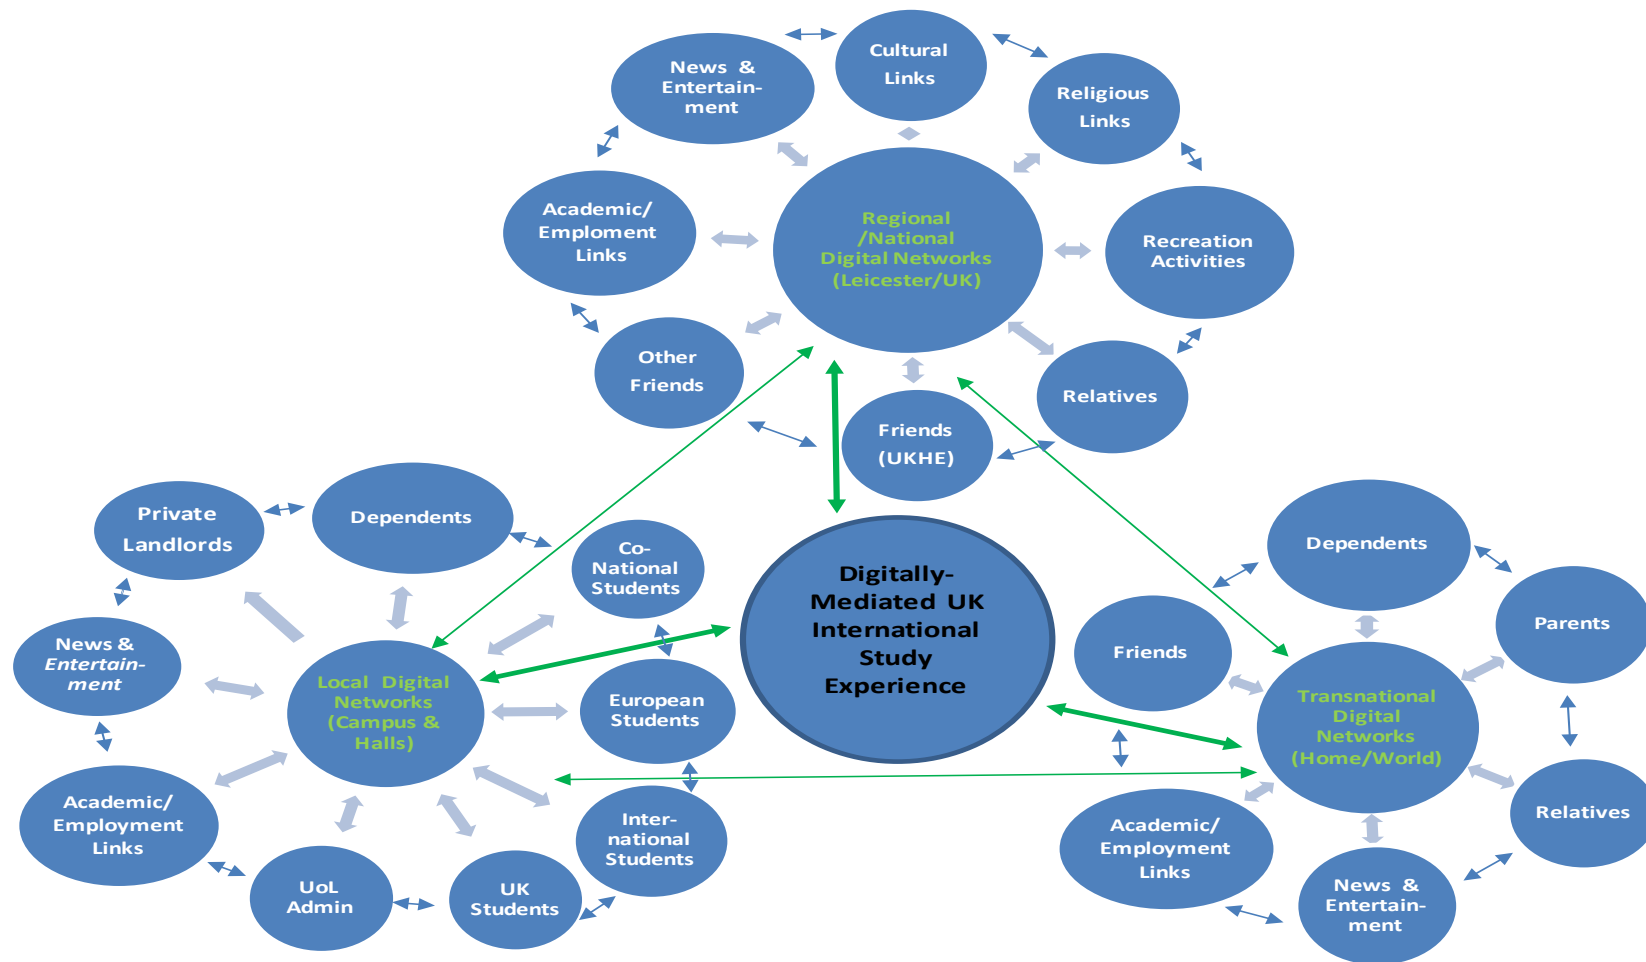 Cultural
Links
News &
Entertain-
ment
Religious
Links
Academic/
Emploment
Links
Regional
/National
Digital Networks
(Leicester/UK)
Recreation
Activities
Other
Friends
Relatives
Friends
(UKHE)
Private
Landlords
Dependents
Co-
National
Students
News &
Entertain-
ment
Local Digital
Networks
(Campus &
Halls)
European
Students
Academic/
Employment
Links
UoL
Admin
UK
Students
Inter-
national
Students
Digitally-
Mediated UK
International
Study
Experience
Dependents
Friends
Parents
Transnational
Digital
Networks
(Home/World)
Academic/
Employment
Links
Relatives
News &
Entertain-
ment